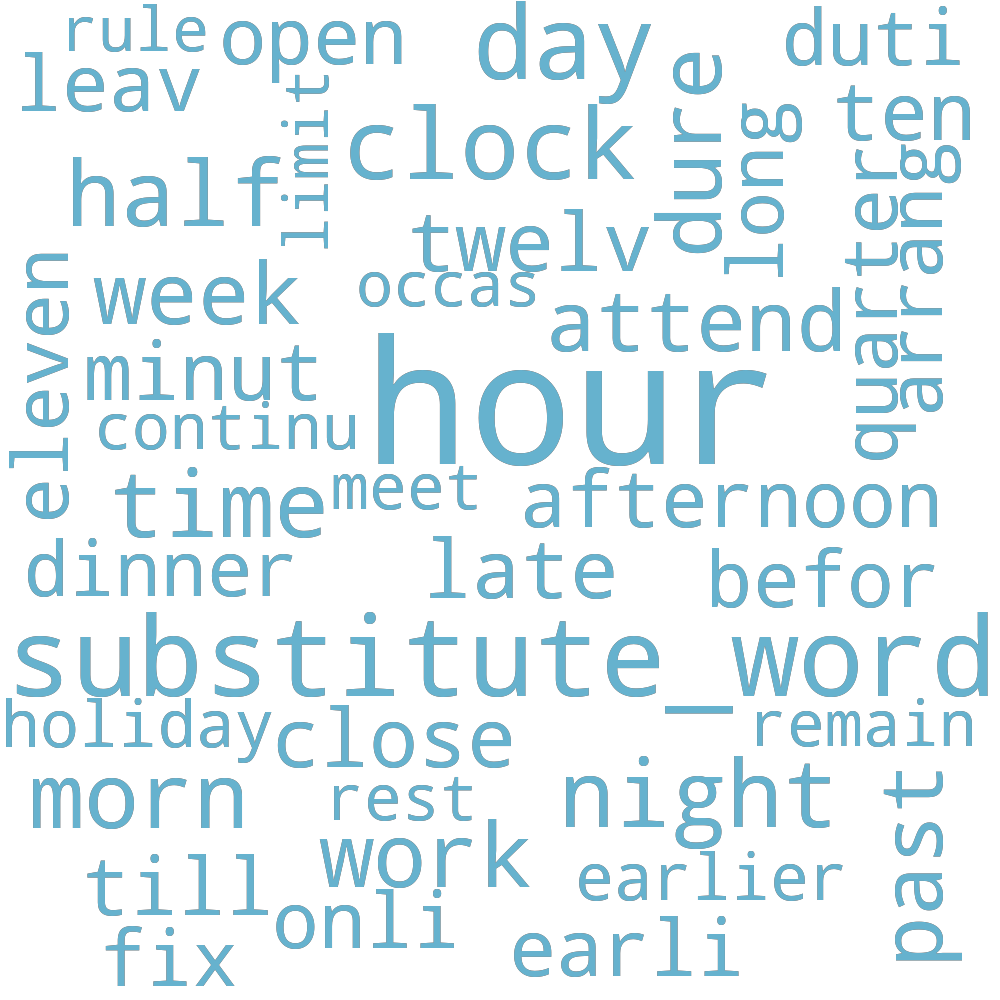 rule
open
day
duti
leav
limit
clock
dure
long
ten
half
twelv
quarter
arrang
eleven
week
occas
attend
minut
hour
continu
time
meet
afternoon
dinner
late
befor
substitute_word
holiday
close
remain
morn
rest
night
past
till
work
earlier
onli
earli
fix